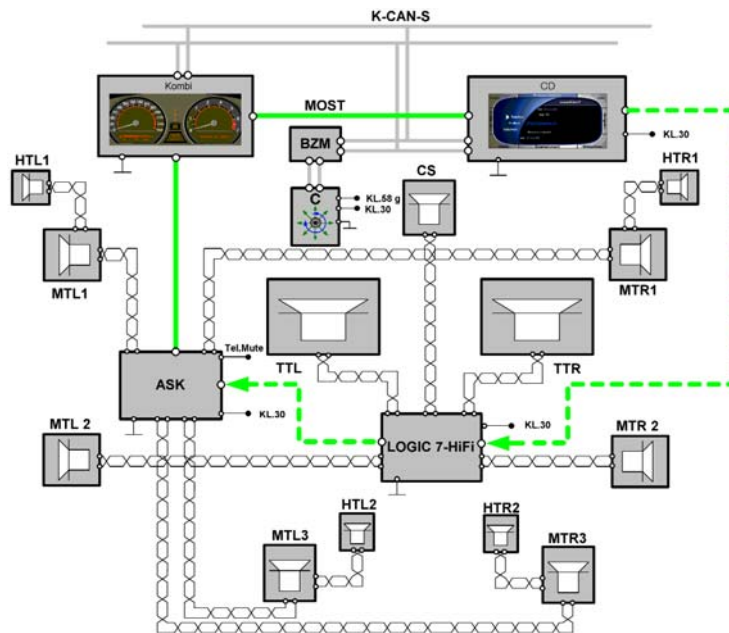 K-CAN-S
Kombi
CD
MOST
KL.30
BZM
HTL1
HTR1
CS
C
KL.58 g
KL.30
MTL1
MTR1
Tel.Mute
TTL
TTR
ASK
KL.30
KL.30
MTL 2
MTR 2
LOGIC 7-HiFi
HTL2
HTR2
MTL3
MTR3